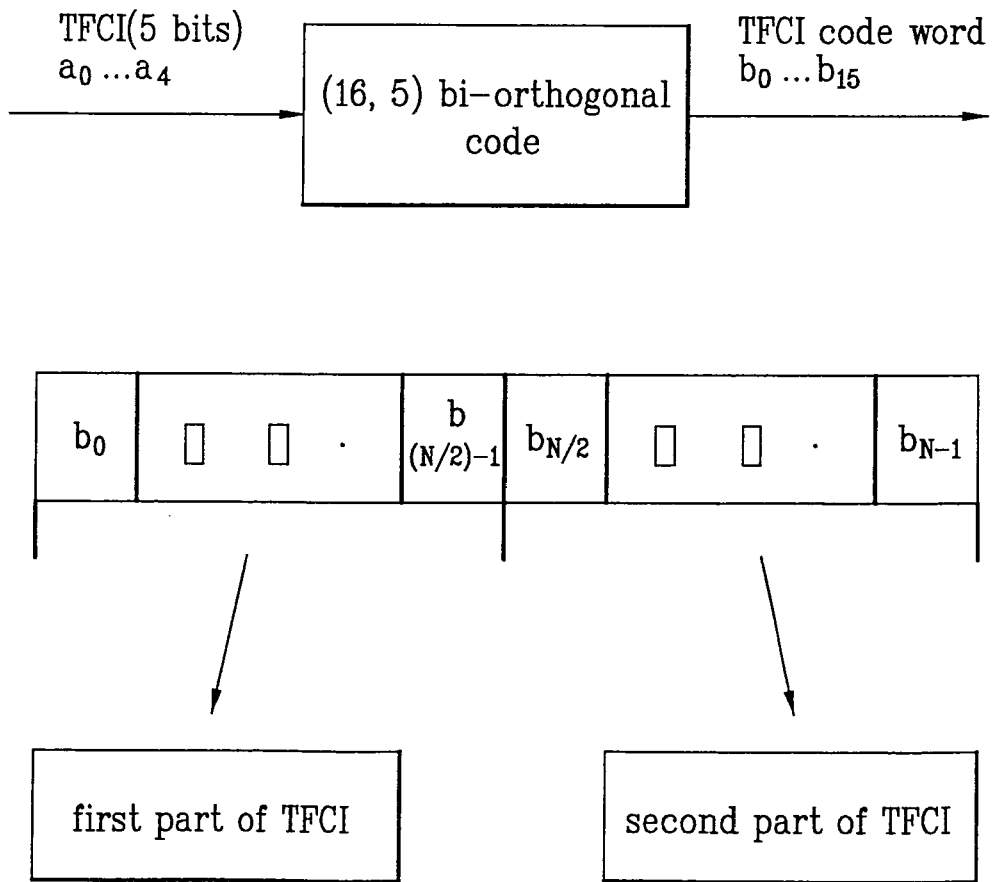 TFCI(5 bits)
a0 ...a4
(16, 5) bi-orthogonal
code
TFCI code word
b0 ...b15
b0 ▯ ▯ . b(N/2)-1 bN/2 ▯ ▯ . bN-1
first part of TFCI
second part of TFCI